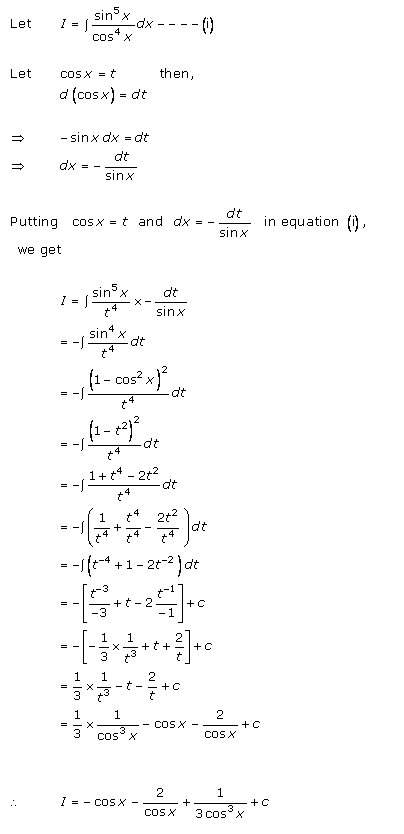 Let I = ∫ sin⁵x/cos⁴x dx − − − − (i)
Let cos x = t then,
d(cos x) = dt
⇒ − sin x dx = dt
⇒ dx = − dt/sin x
Putting cos x = t and dx = − dt/sin x in equation (i),
we get
I = ∫ sin⁵x/t⁴ × − dt/sin x
= −∫ sin⁴x/t⁴ dt
= −∫ (1 − cos²x)²/t⁴ dt
= −∫ (1 − t²)²/t⁴ dt
= −∫ 1 + t⁴ − 2t²/t⁴ dt
= −∫ (1/t⁴ + t⁴/t⁴ − 2t²/t⁴) dt
= −∫ (t⁻⁴ + 1 − 2t⁻²) dt
= −[t⁻³/−3 + t − 2 t⁻¹/−1] + c
= −[−1/3 × 1/t³ + t + 2/t] + c
= 1/3 × 1/t³ − t − 2/t + c
= 1/3 × 1/cos³x − cos x − 2/cos x + c
∴ I = − cos x − 2/cos x + 1/3 cos³x + c